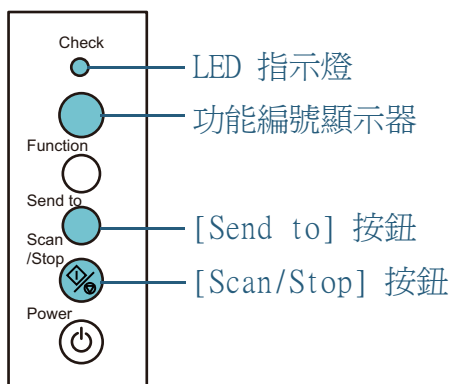 Check
LED 指示燈
功能編號顯示器
Function
Send to
[Send to] 按鈕
Scan
/Stop
[Scan/Stop] 按鈕
Power